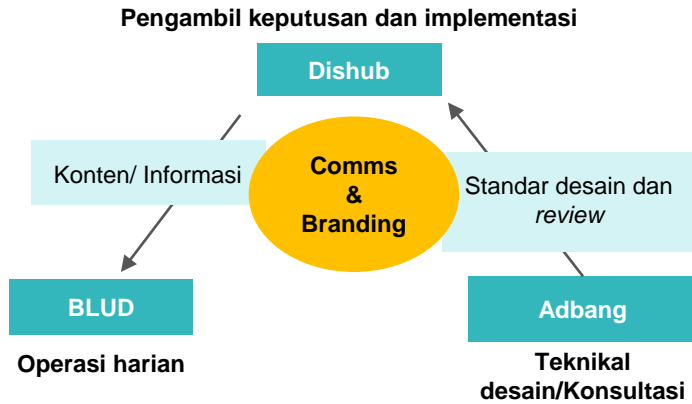 Pengambil keputusan dan implementasi
Dishub
Konten/ Informasi
Comms
&
Branding
Standar desain dan
review
BLUD
Adbang
Operasi harian
Teknikal
desain/Konsultasi